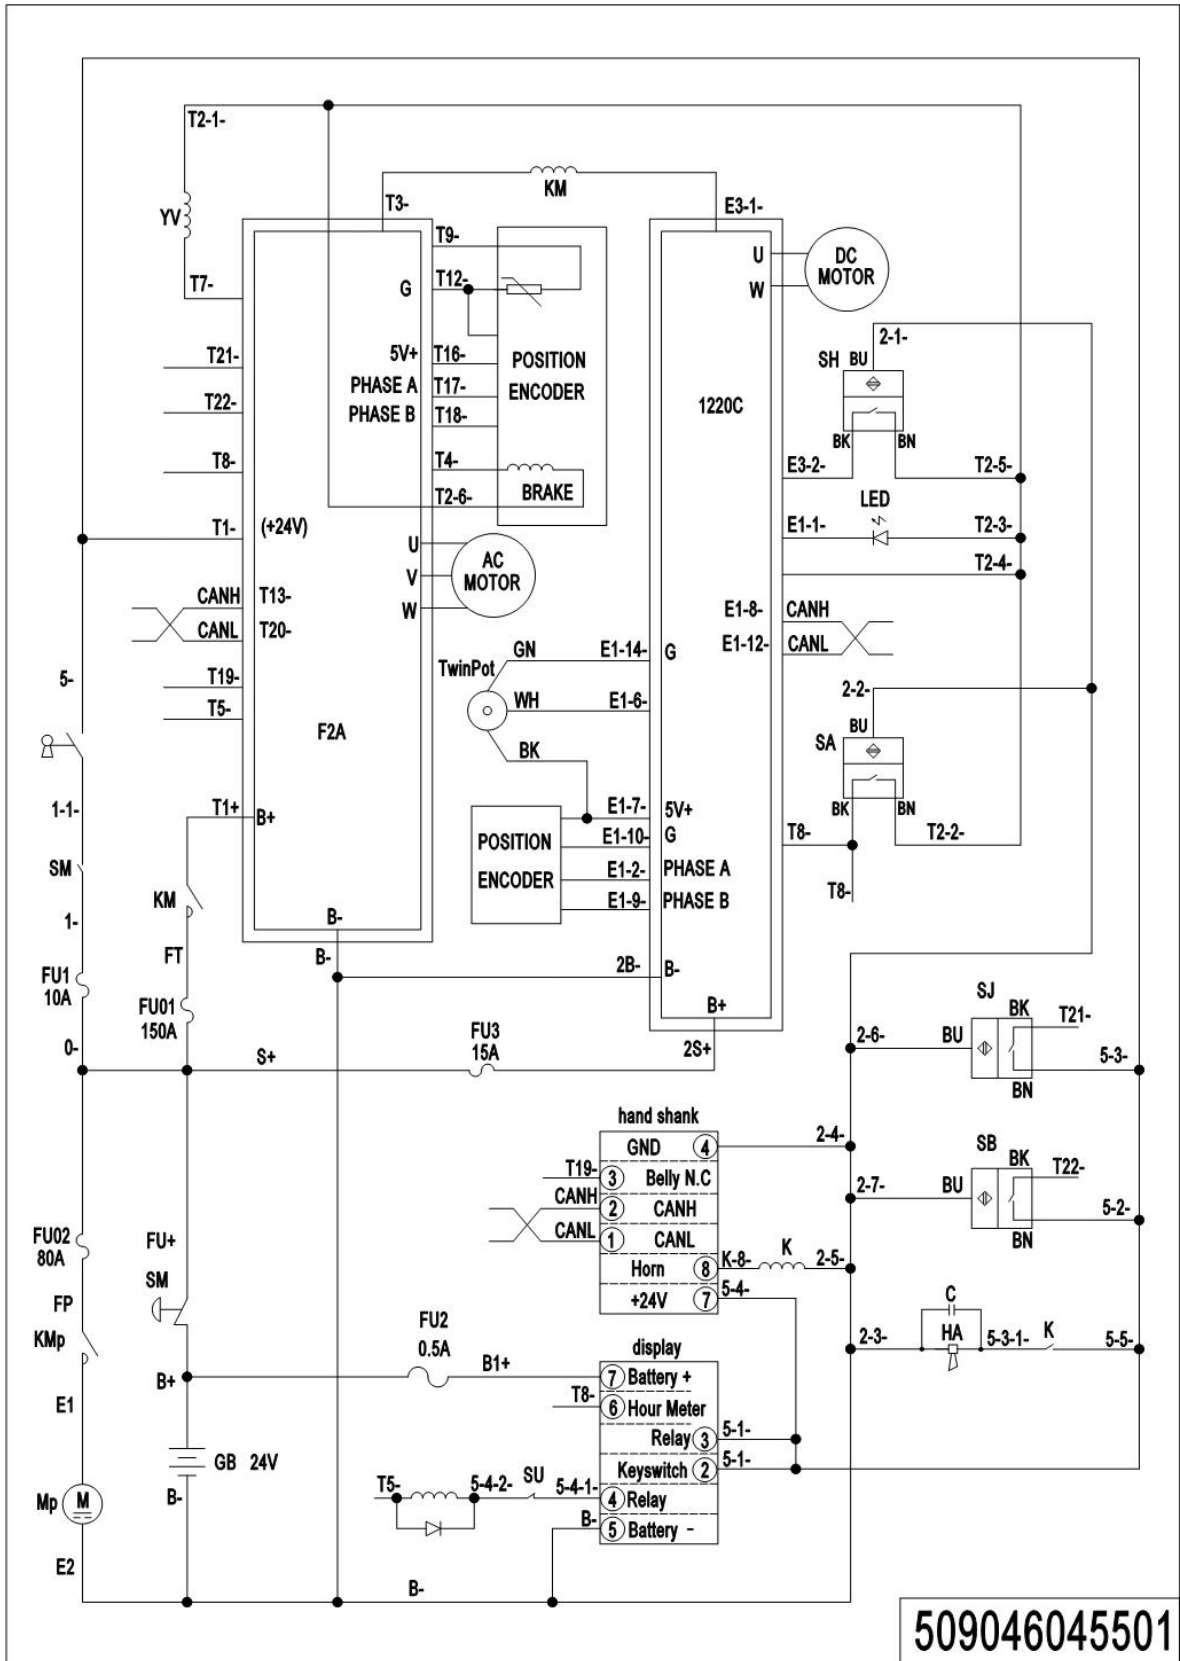 T2-1-
KM
T3-
E3-1-
YV
T9-
U
DC
MOTOR
T7-
G
T12-
W
2-1-
T21-
5V+
T16-
POSITION
SH
BU
PHASE A
T17-
ENCODER
1220C
T22-
PHASE B
T18-
BK
BN
T8-
T4-
E3-2-
T2-5-
BRAKE
T2-6-
LED
T1-
(+24V)
E1-1-
T2-3-
U
AC
MOTOR
V
W
T2-4-
CANH
T13-
E1-8-
CANH
CANL
T20-
E1-12-
CANL
GN
E1-14-
G
5-
T19-
TwinPot
2-2-
T5-
WH
E1-6-
BU
F2A
SA
BK
1-1-
T1+
B+
E1-7-
5V+
BK
BN
POSITION
E1-10-
G
T8-
T2-2-
SM
E1-2-
PHASE A
ENCODER
T8-
KM
E1-9-
PHASE B
1-
B-
FT
B-
2B-
B-
FU1
10A
FU01
150A
B+
SJ
BK
T21-
FU3
15A
2-6-
BU
0-
S+
2S+
5-3-
BN
hand shank
GND
4
2-4-
SB
BK
T22-
T19-
3
Belly N.C
2-7-
BU
CANH
2
CANH
5-2-
CANL
1
CANL
BN
FU02
80A
FU+
Horn
8
K-8-
K
2-5-
SM
+24V
7
5-4-
C
FP
FU2
0.5A
KMp
2-3-
HA
5-3-1-
K
5-5-
display
B1+
B+
7
Battery +
T8-
6
Hour Meter
E1
Relay
3
5-1-
GB 24V
Keyswitch
2
5-1-
T5-
5-4-2-
SU
5-4-1-
4
Relay
Mp
M
B-
B-
5
Battery -
E2
B-
509046045501